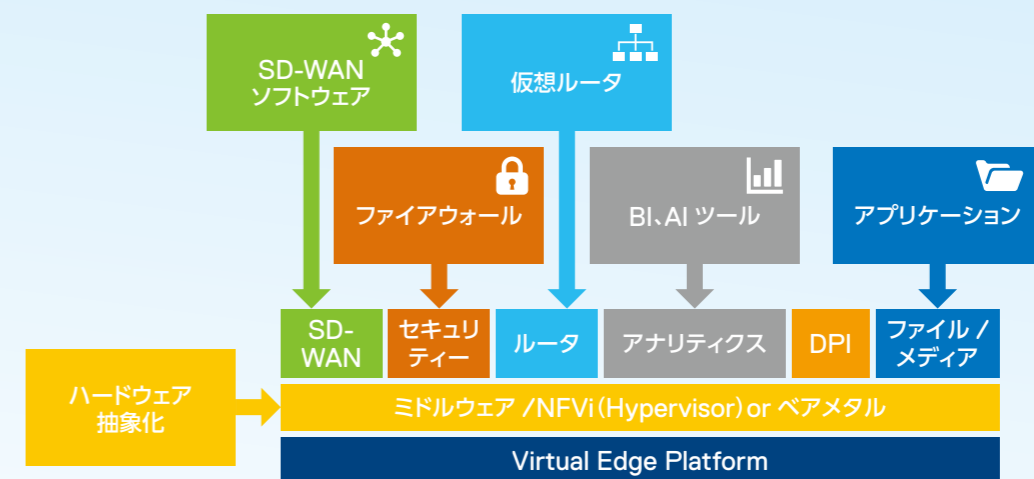 SD-WAN
ソフトウェア
仮想ルータ
ファイアウォール
BI、AI ツール
アプリケーション
SD-
WAN
セキュリ
ティー
ルータ
アナリティクス
DPI
ファイル /
メディア
ハードウェア
抽象化
ミドルウェア /NFVi(Hypervisor)or ベアメタル
Virtual Edge Platform